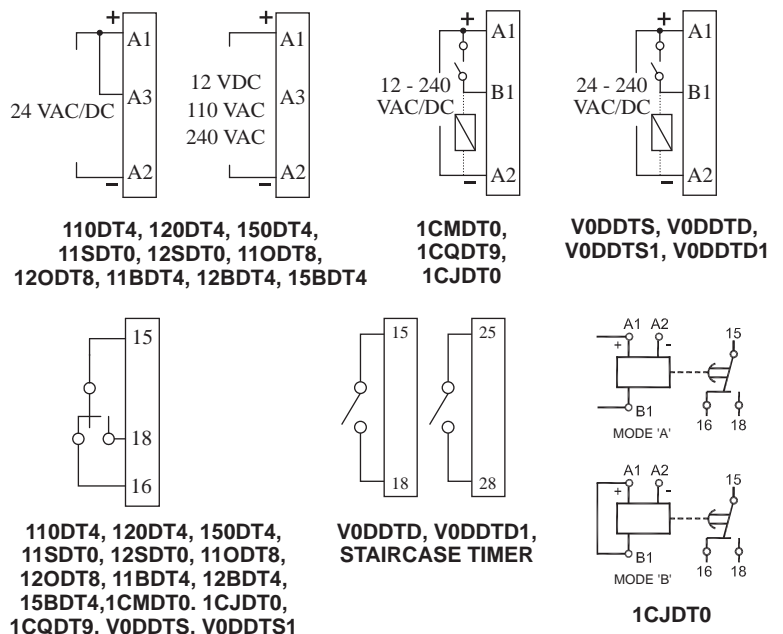 +
A1
A3
24 VAC/DC
A2
–
+
A1
12 VDC
A3
110 VAC
240 VAC
A2
–
110DT4, 120DT4, 150DT4,
11SDT0, 12SDT0, 11ODT8,
12ODT8, 11BDT4, 12BDT4, 15BDT4
+
A1
12 - 240
VAC/DC
B1
A2
–
1CMDT0,
1CQDT9,
1CJDT0
+
A1
24 - 240
VAC/DC
B1
A2
–
V0DDTS, V0DDTD,
V0DDTS1, V0DDTD1
15
18
16
110DT4, 120DT4, 150DT4,
11SDT0, 12SDT0, 11ODT8,
12ODT8, 11BDT4, 12BDT4,
15BDT4,1CMDT0. 1CJDT0,
1CQDT9, V0DDTS, V0DDTS1
15
18
25
28
V0DDTD, V0DDTD1,
STAIRCASE TIMER
A1 A2
+ -
15
B1
16 18
MODE 'A'
A1 A2
+ -
15
B1
16 18
MODE 'B'
1CJDT0